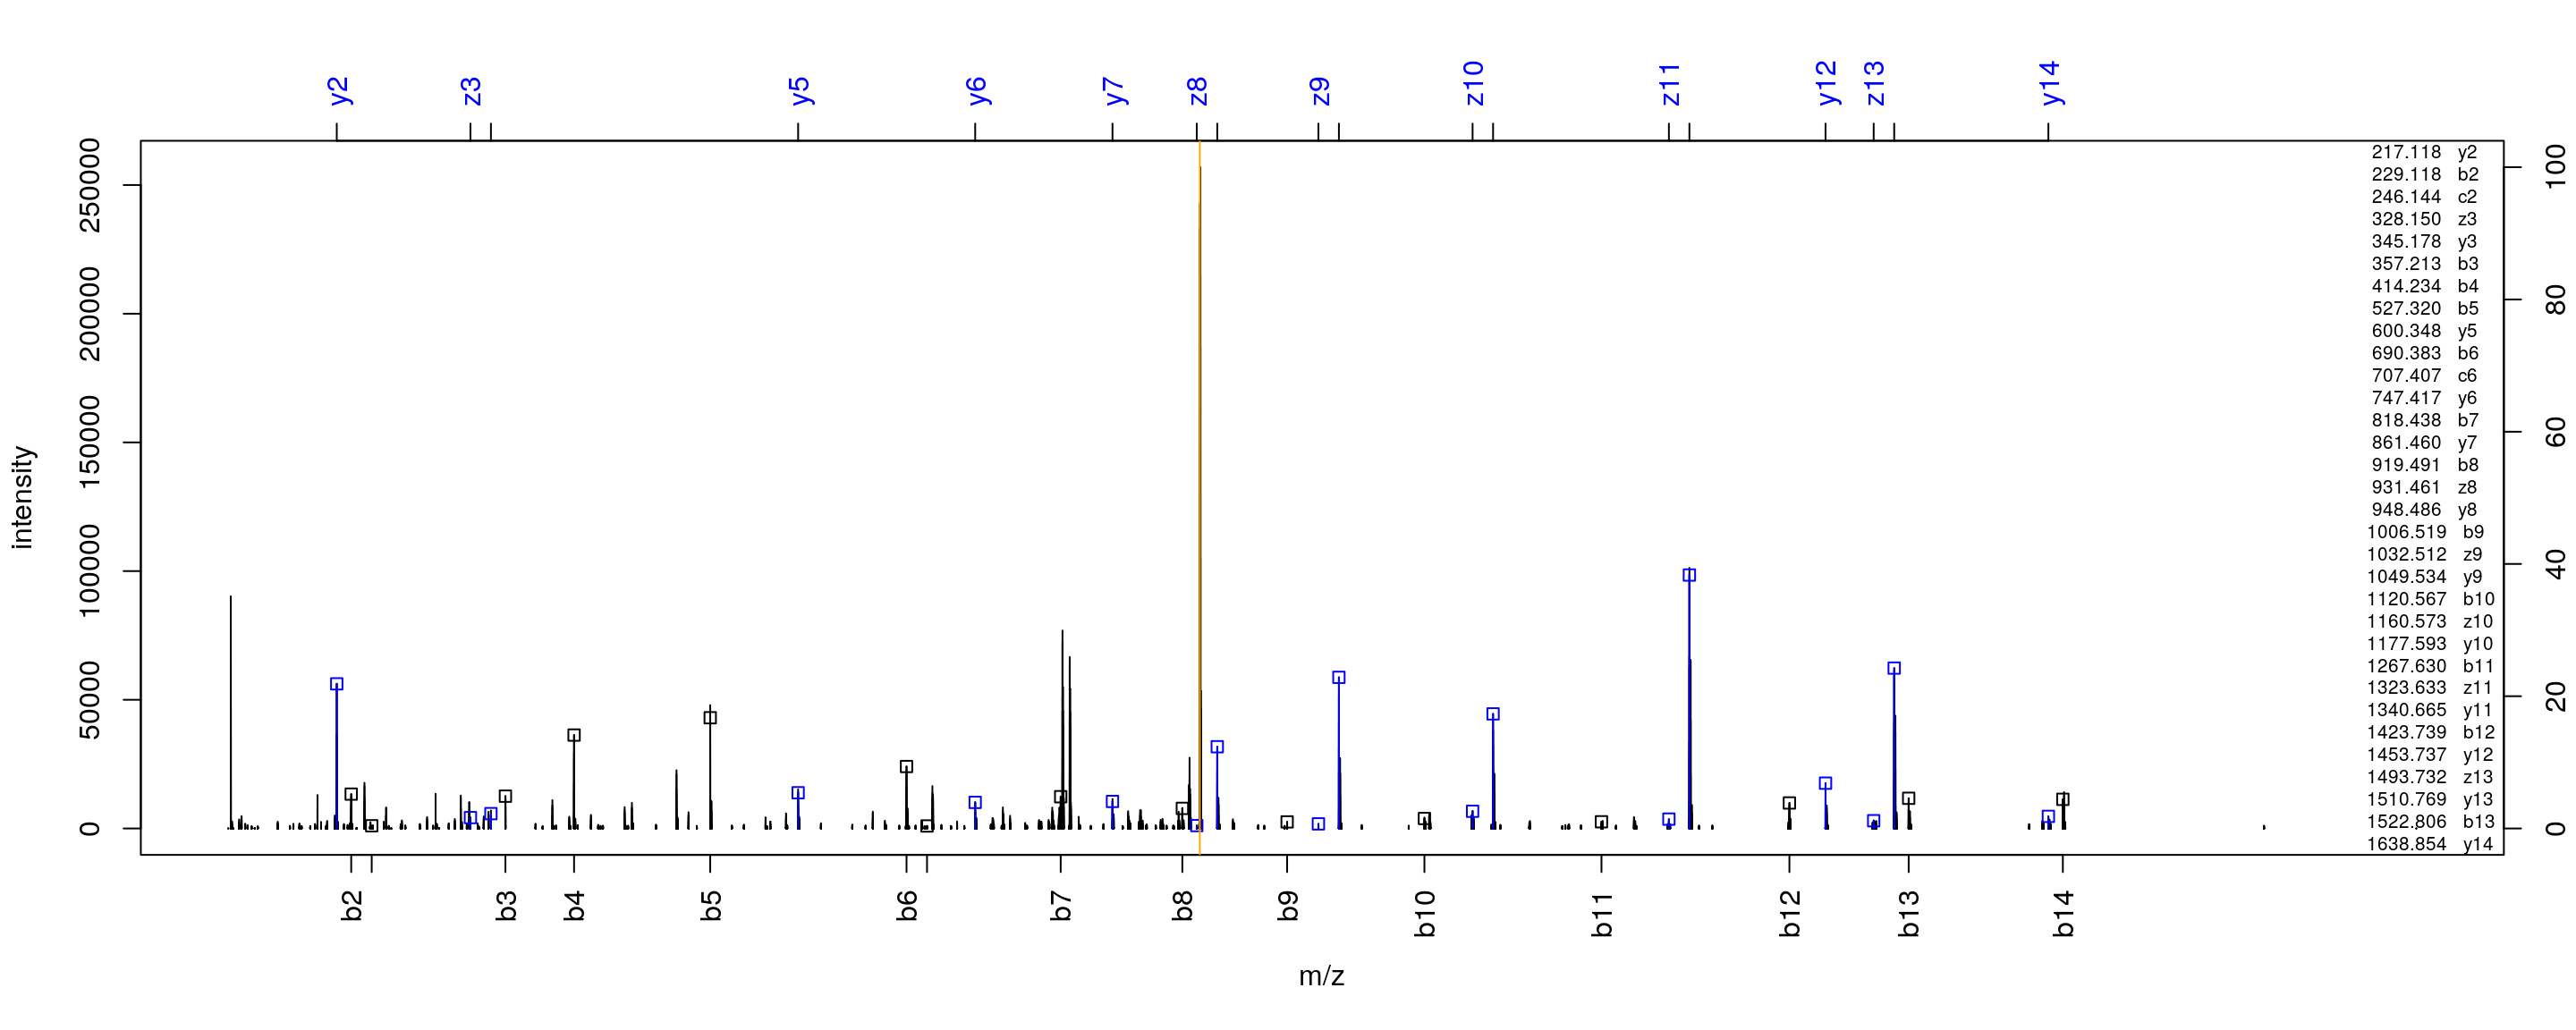 y2 z3 y5 y6 y7 z8 z9 z10 z11 y12 z13 y14
intensity
0 50000 100000 150000 200000 250000
0 20 40 60 80 100
217.118 y2
229.118 b2
246.144 c2
328.150 z3
345.178 y3
357.213 b3
414.234 b4
527.320 b5
600.348 y5
690.383 b6
707.407 c6
747.417 y6
818.438 b7
861.460 y7
919.491 b8
931.461 z8
948.486 y8
1006.519 b9
1032.512 z9
1049.534 y9
1120.567 b10
1160.573 z10
1177.593 y10
1267.630 b11
1323.633 z11
1340.665 y11
1423.739 b12
1453.737 y12
1493.732 z13
1510.769 y13
1522.806 b13
1638.854 y14
b2 b3 b4 b5 b6 b7 b8 b9 b10 b11 b12 b13 b14
m/z